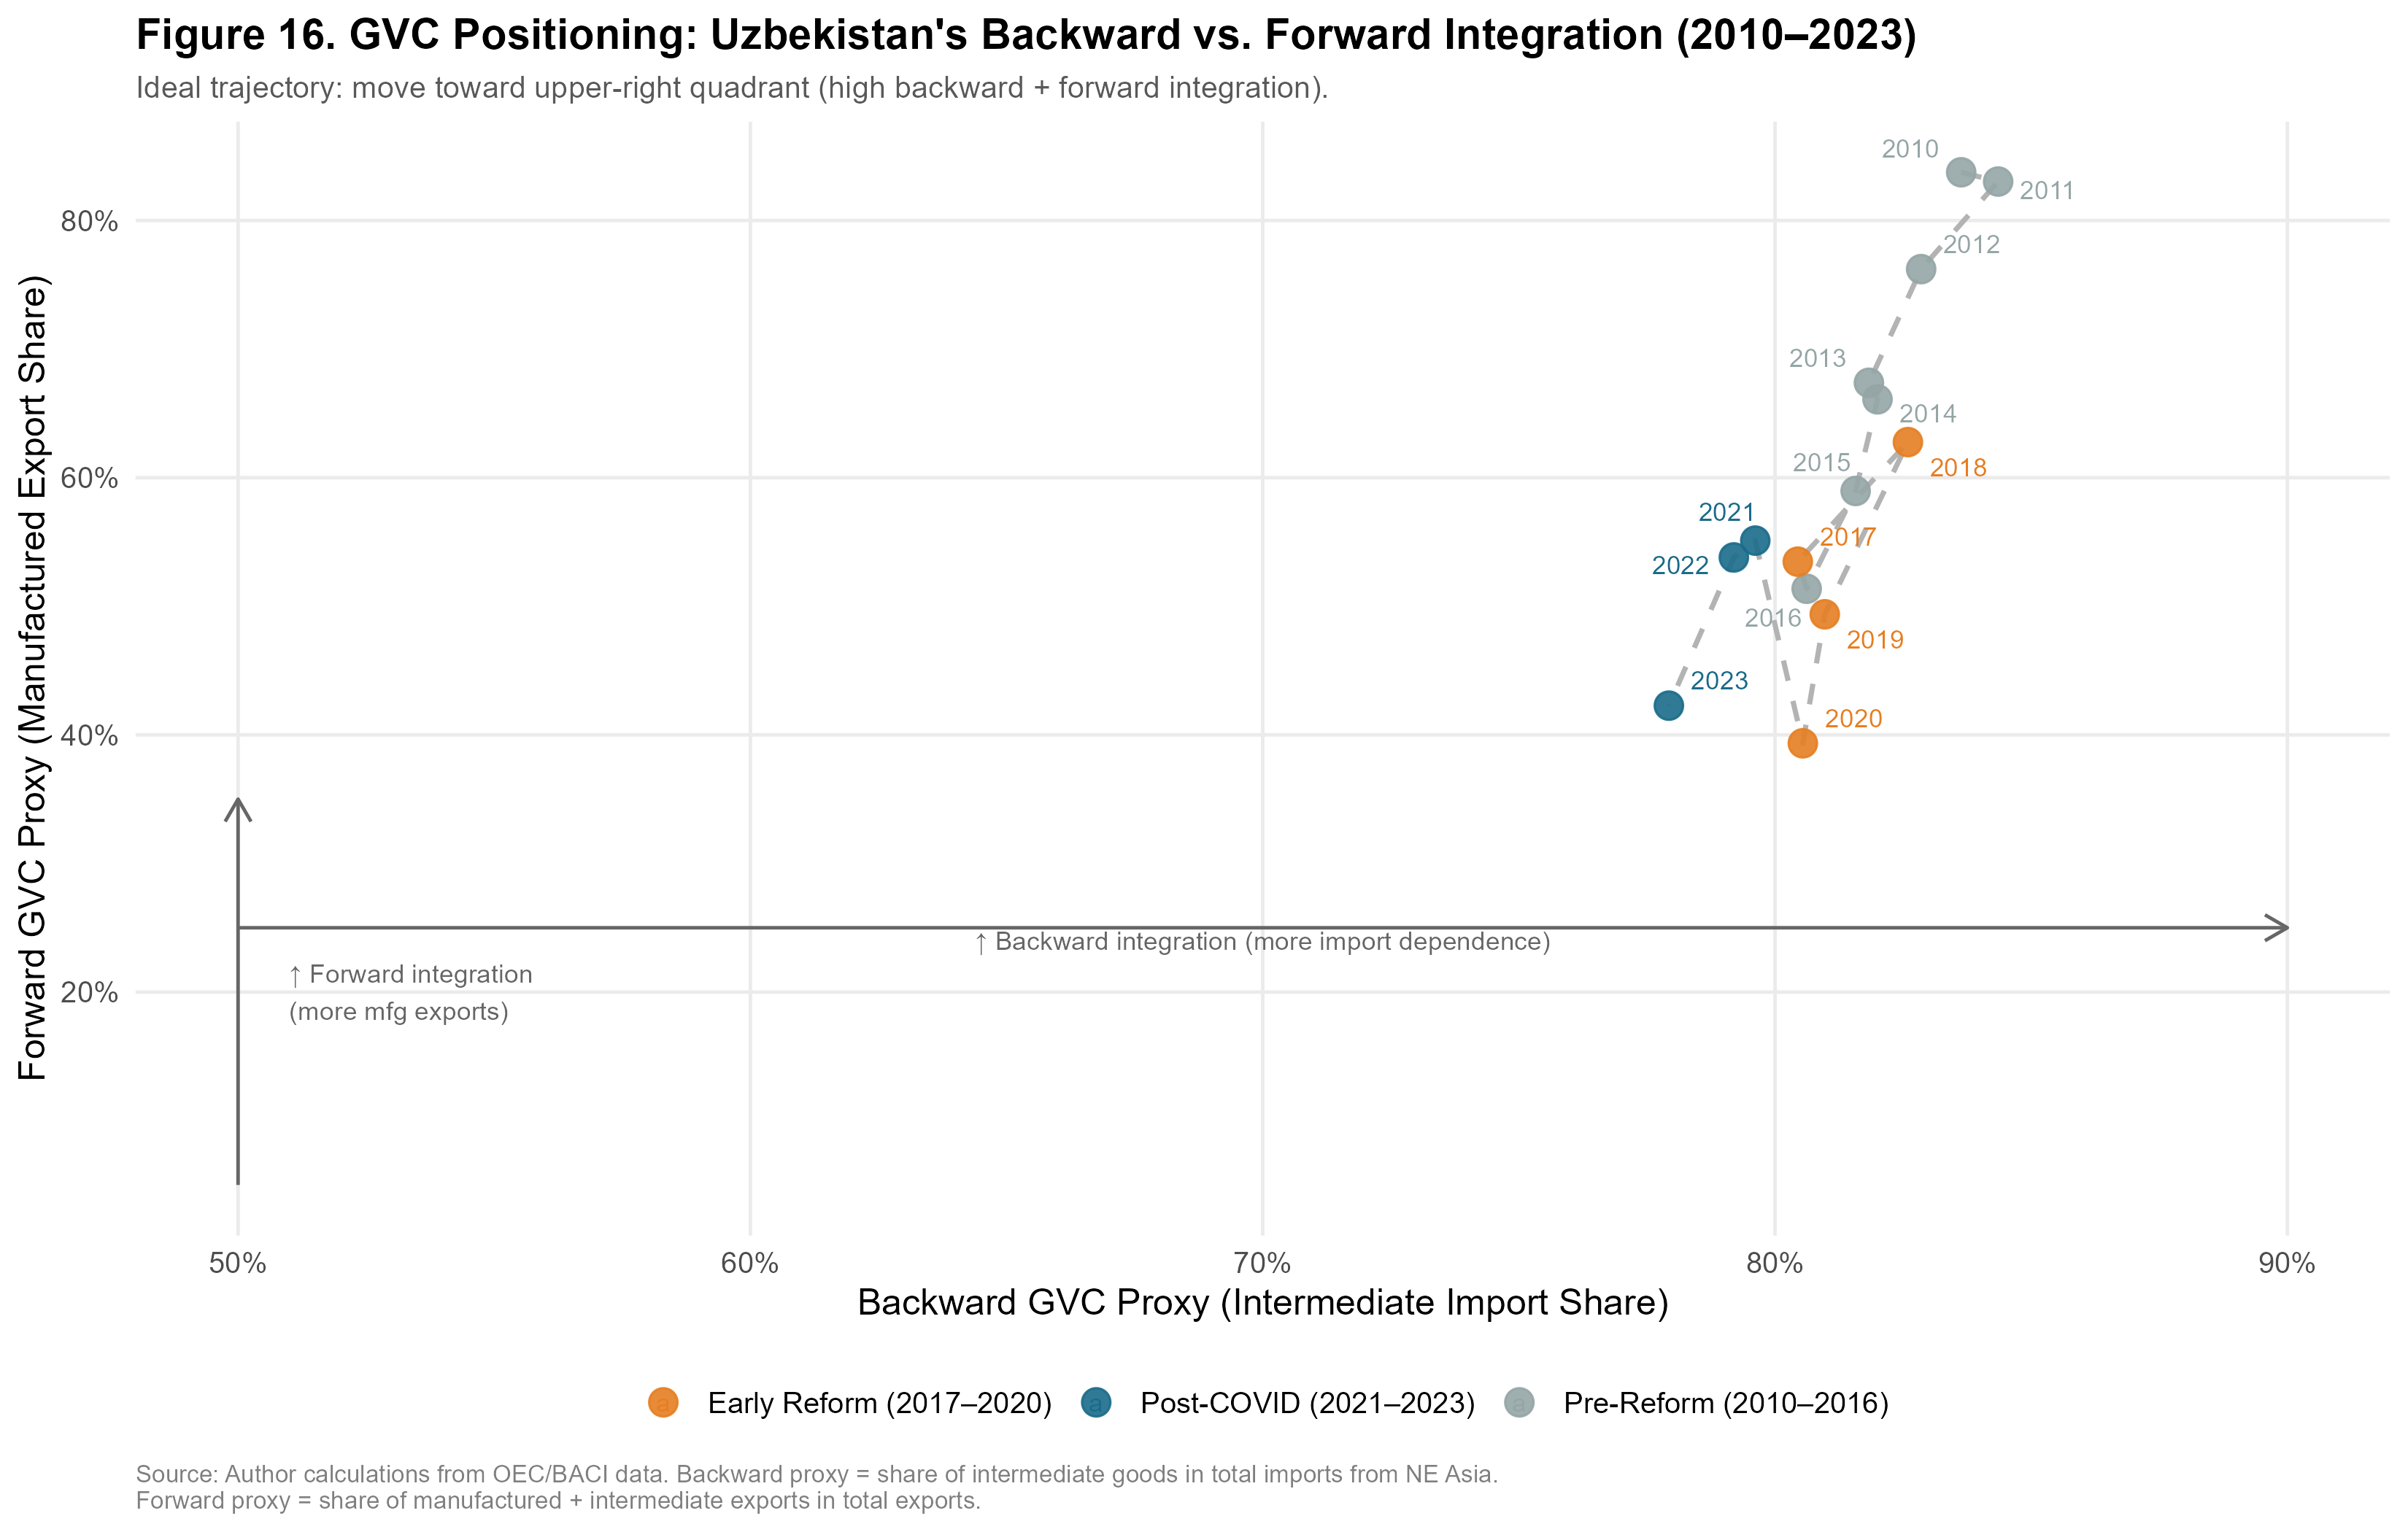 Figure 16. GVC Positioning: Uzbekistan's Backward vs. Forward Integration (2010–2023)
Ideal trajectory: move toward upper-right quadrant (high backward + forward integration).
Forward GVC Proxy (Manufactured Export Share)
80%
60%
40%
20%
2010
2011
2012
2013
2014
2015
2018
2021
2017
2022
2016
2019
2023
2020
↑ Backward integration (more import dependence)
↑ Forward integration
(more mfg exports)
50%
60%
70%
80%
90%
Backward GVC Proxy (Intermediate Import Share)
a Early Reform (2017–2020) a Post-COVID (2021–2023) a Pre-Reform (2010–2016)
Source: Author calculations from OEC/BACI data. Backward proxy = share of intermediate goods in total imports from NE Asia.
Forward proxy = share of manufactured + intermediate exports in total exports.